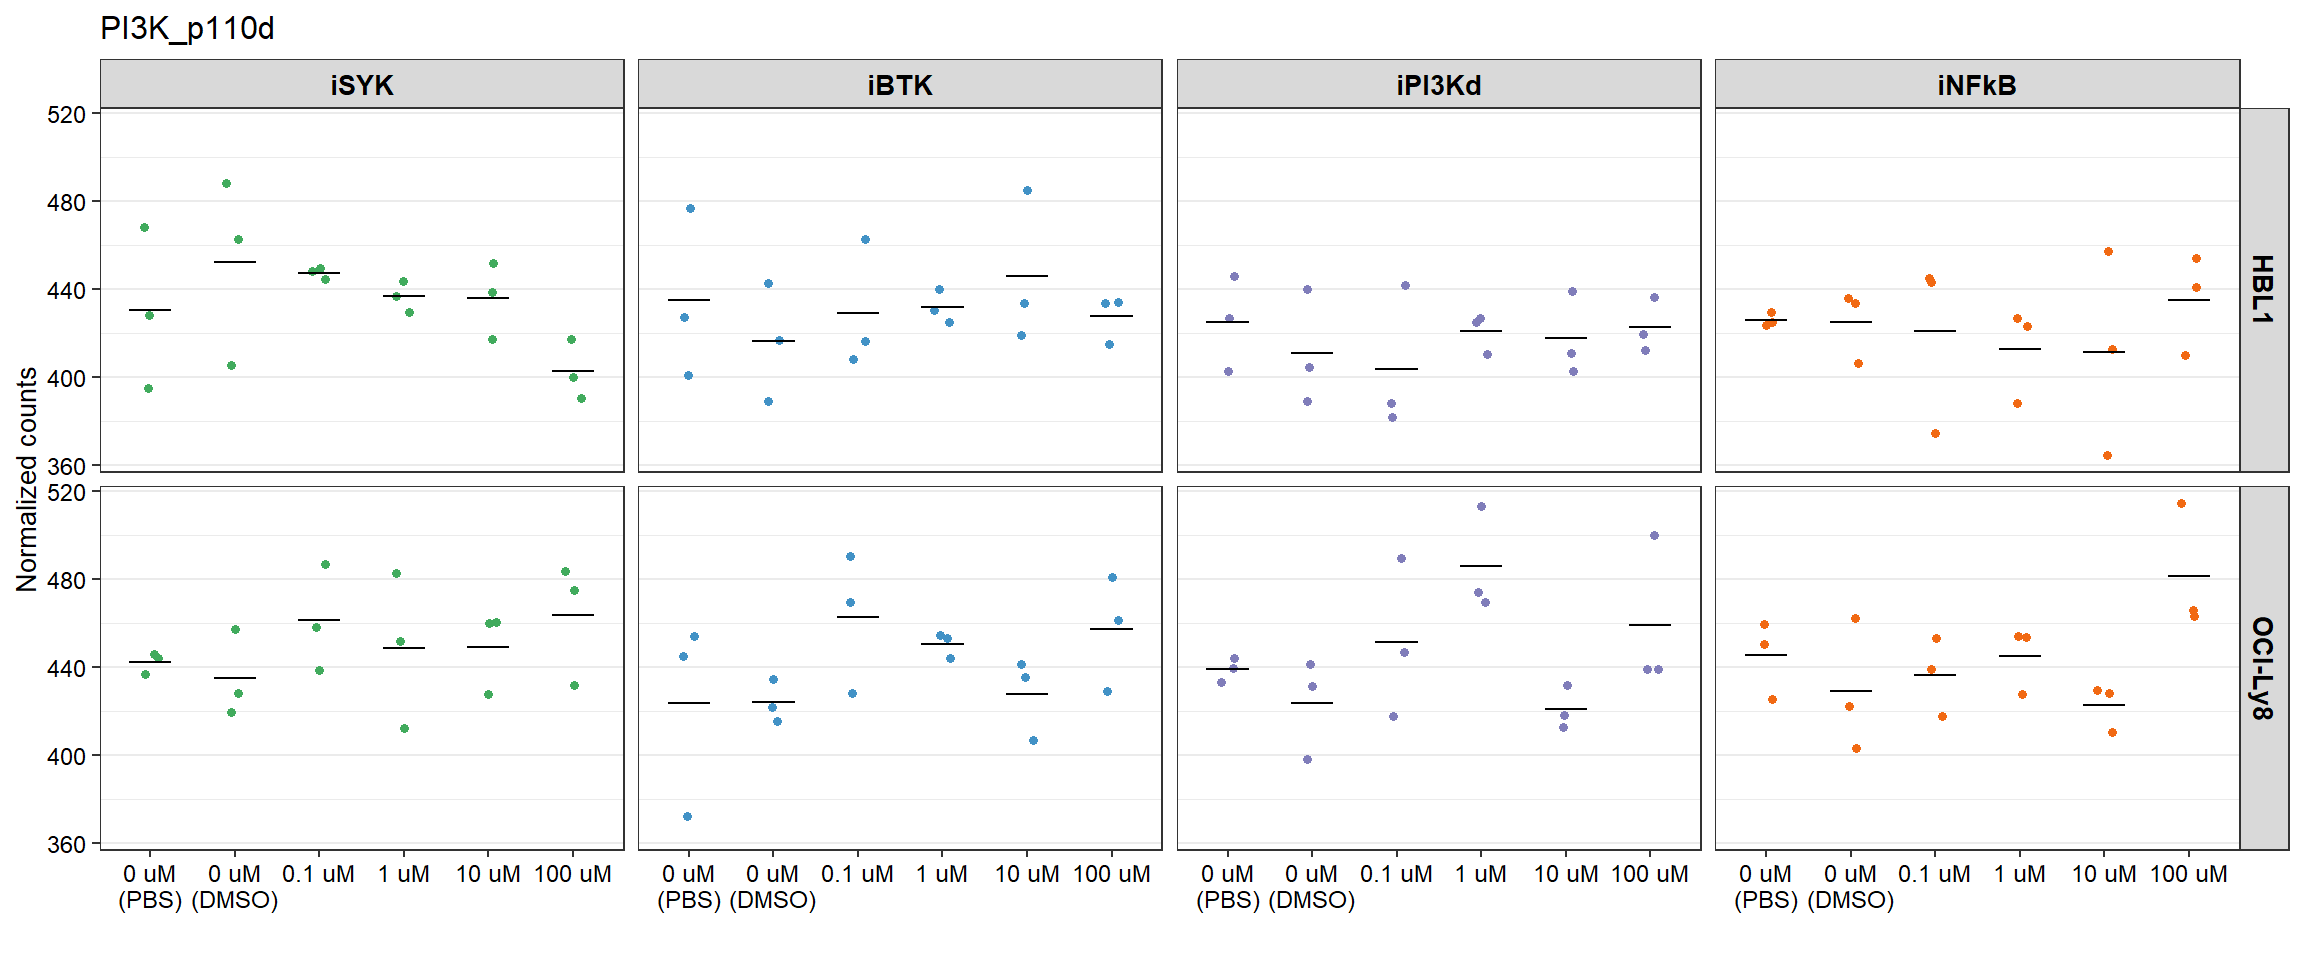 PI3K_p110d
iSYK
iBTK
iPI3Kd
iNFkB
Normalized counts
520
480
440
400
360
HBL1
520
480
440
400
360
OCI-Ly8
0 uM 0 uM 0.1 uM 1 uM 10 uM 100 uM
(PBS) (DMSO)
0 uM 0 uM 0.1 uM 1 uM 10 uM 100 uM
(PBS) (DMSO)
0 uM 0 uM 0.1 uM 1 uM 10 uM 100 uM
(PBS) (DMSO)
0 uM 0 uM 0.1 uM 1 uM 10 uM 100 uM
(PBS) (DMSO)